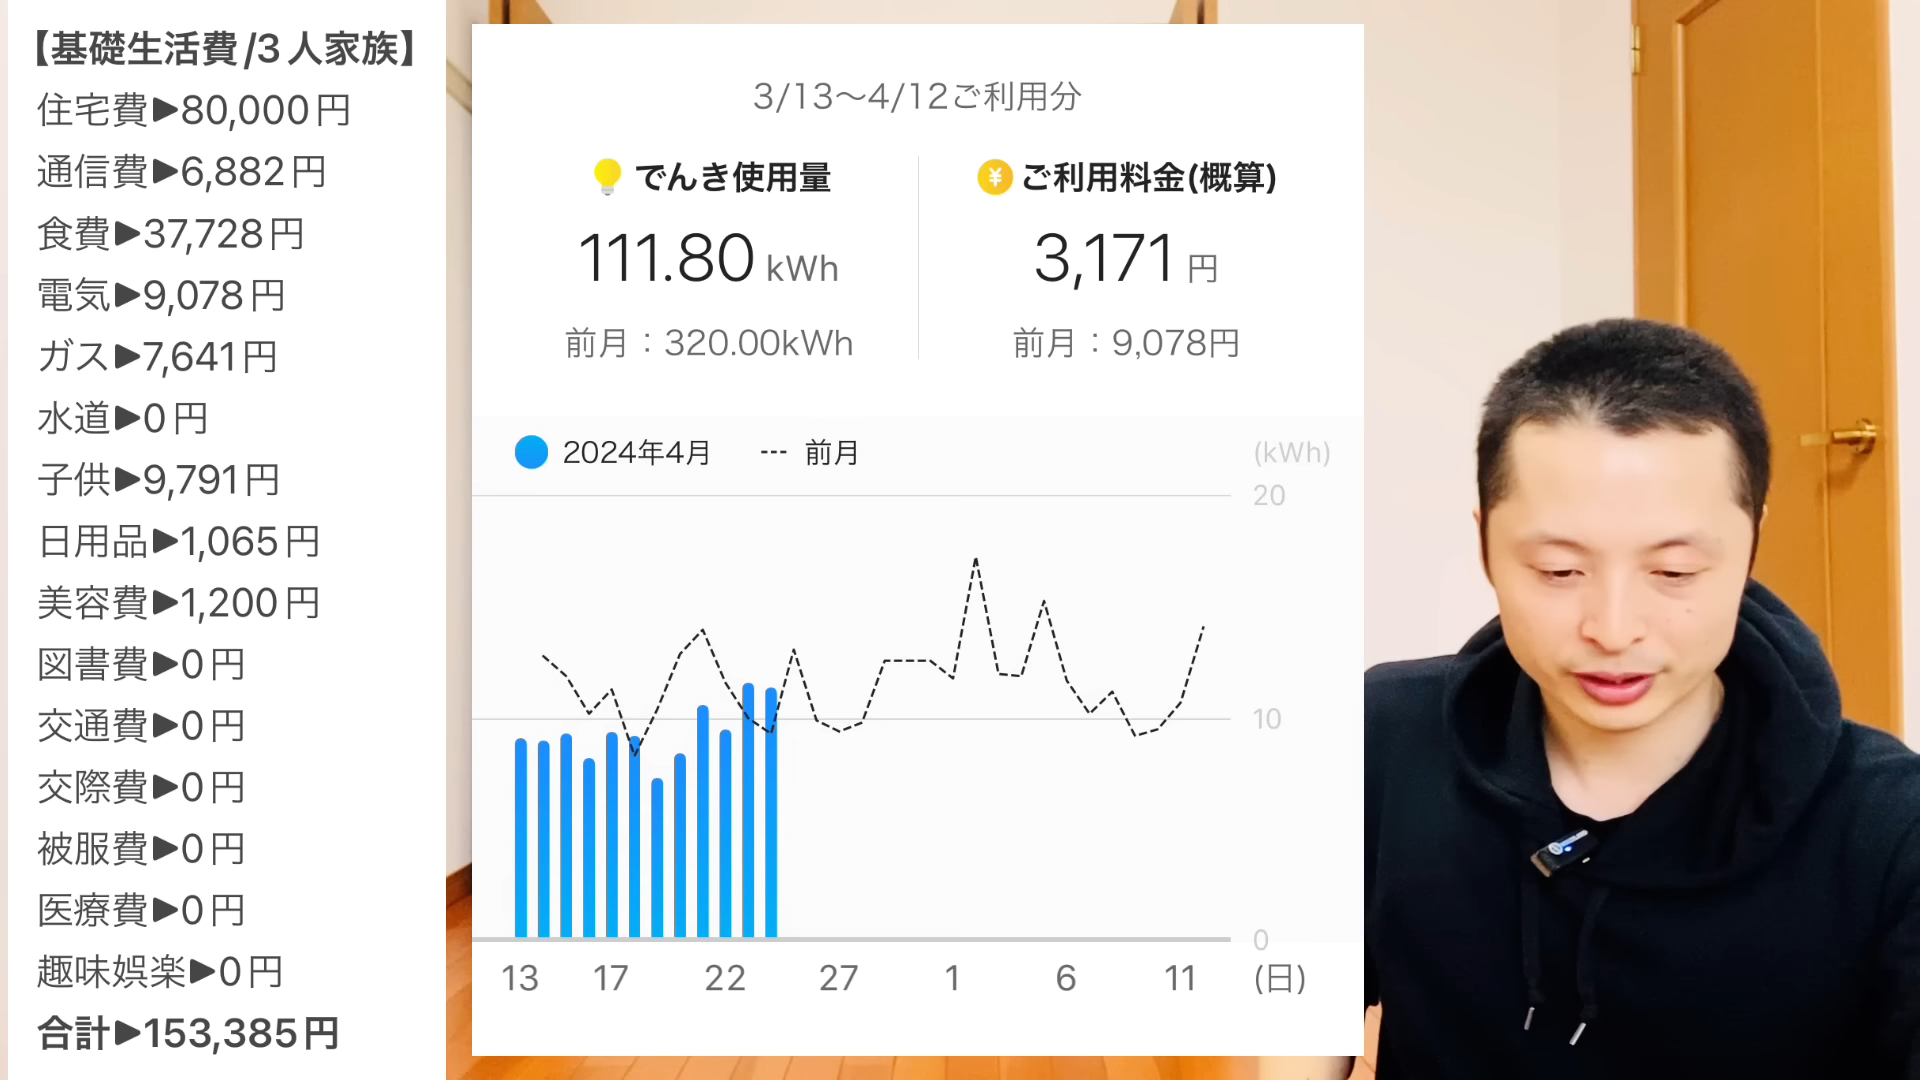 【基礎生活費/3人家族】
住宅費▶80,000円
通信費▶6,882円
食費▶37,728円
電気▶9,078円
ガス▶7,641円
水道▶0円
子供▶9,791円
日用品▶1,065円
美容費▶1,200円
図書費▶0円
交通費▶0円
交際費▶0円
被服費▶0円
医療費▶0円
趣味娯楽▶0円
合計▶153,385円
3/13〜4/12ご利用分
でんき使用量
111.80 kWh
前月：320.00kWh
¥ ご利用料金(概算)
3,171 円
前月：9,078円
2024年4月 --- 前月
(kWh)
20
10
0
13 17 22 27 1 6 11 (日)